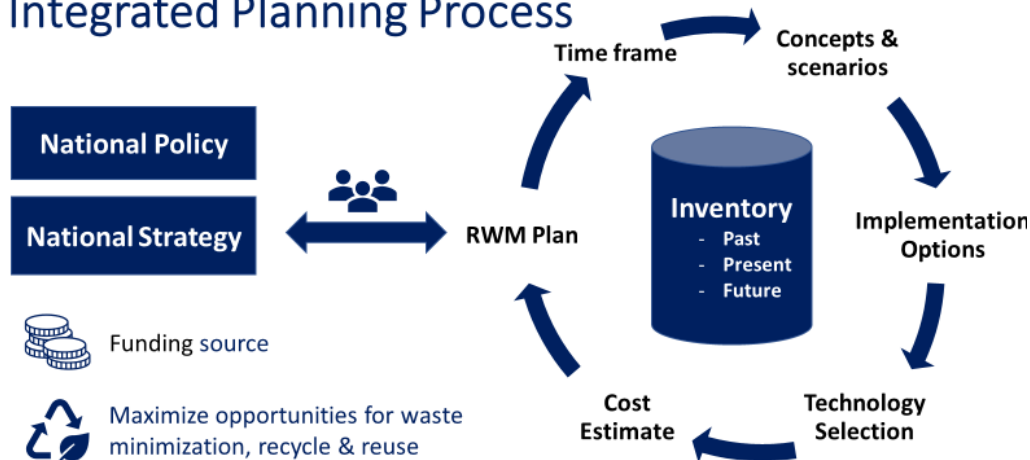 Integrated Planning Process
National Policy
National Strategy
RWM Plan
Time frame
Concepts &
scenarios
Implementation
Options
Technology
Selection
Cost
Estimate
Inventory
- Past
- Present
- Future
Funding source
Maximize opportunities for waste
minimization, recycle & reuse